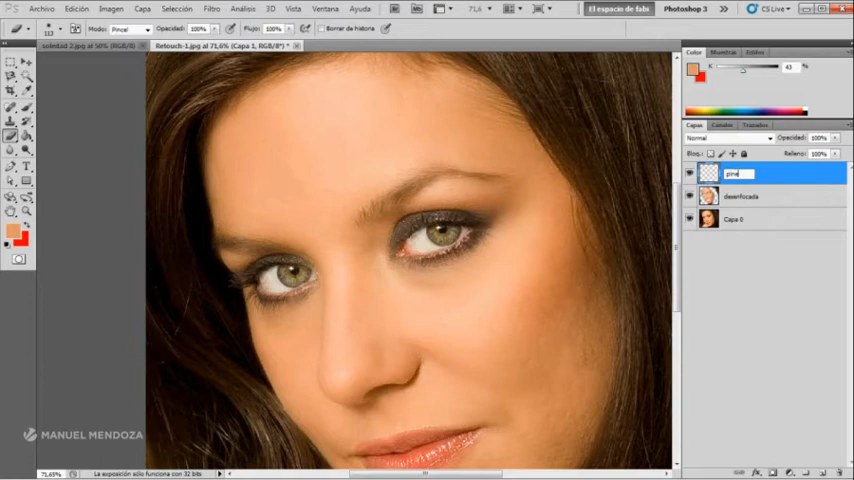 Ps Archivo Edición Imagen Capa Selección Filtro Análisis 3D Vista Ventana Ayuda 71,6 El espacio de fabi Photoshop 3 CS Live
113 Modo: Pincel Opacidad: 100% Flujo: 100% Borrar de historia
soledad 2.jpg al 50% (RGB/8) Retouch-1.jpg al 71,6% (Capa 1, RGB/8*) *
Color Muestras Estilos
K 43 %
Capas Canales Trazados
Normal Opacidad: 100%
Bloq.: Relleno: 100%
pine
desenfocada
Capa 0
MANUEL MENDOZA
71,65% La exposición sólo funciona con 32 bits